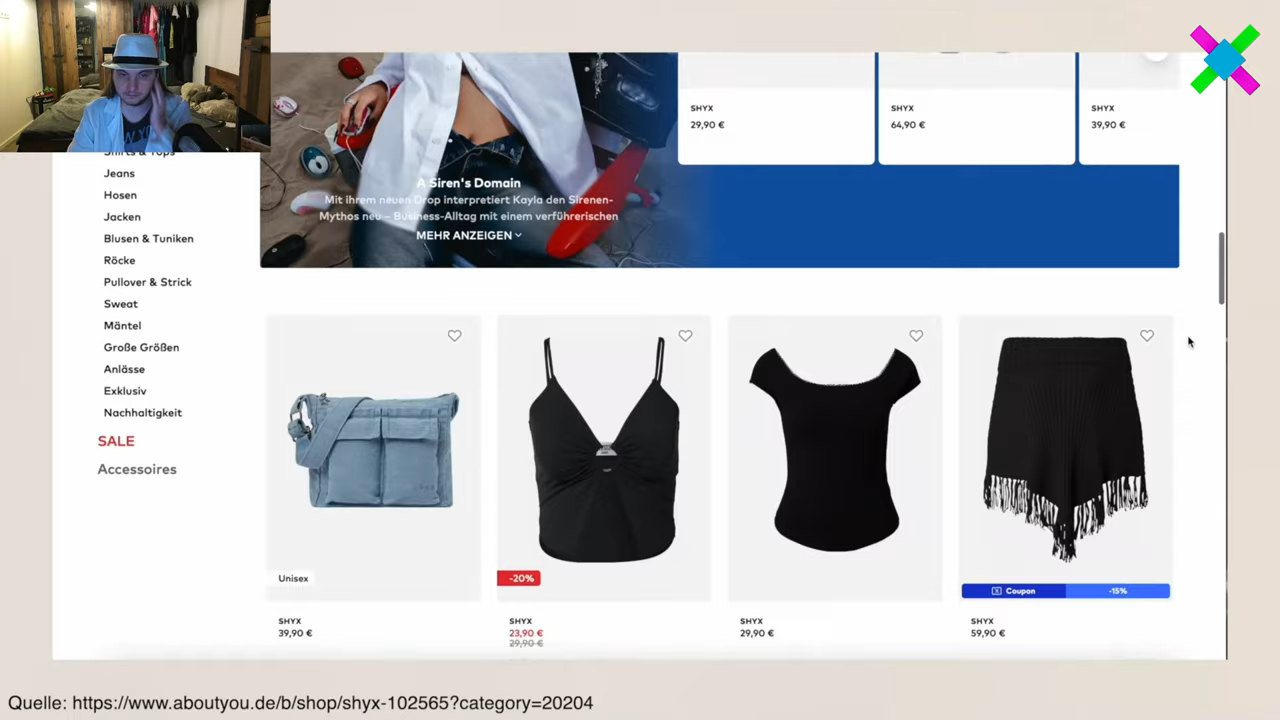 SHYX
29,90 €
SHYX
64,90 €
SHYX
39,90 €
A Siren's Domain
Mit ihrem neuen Drop interpretiert Kayla den Sirenen-
Mythos neu – Business-Alltag mit einem verführerischen
MEHR ANZEIGEN
Shirts & Tops
Jeans
Hosen
Jacken
Blusen & Tuniken
Röcke
Pullover & Strick
Sweat
Mäntel
Große Größen
Anlässe
Exklusiv
Nachhaltigkeit
SALE
Accessoires
Unisex
SHYX
39,90 €
-20%
SHYX
23,90 €
29,90 €
SHYX
29,90 €
Coupon -15%
SHYX
59,90 €
Quelle: https://www.aboutyou.de/b/shop/shyx-102565?category=20204